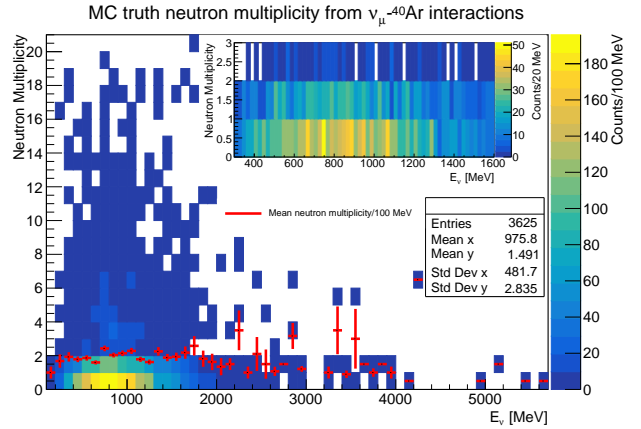 MC truth neutron multiplicity from νμ-⁴⁰Ar interactions
Neutron Multiplicity
20
18
16
14
12
10
8
6
4
2
0
0 1000 2000 3000 4000 5000
Eν [MeV]
Neutron Multiplicity
3
2.5
2
1.5
1
0.5
0
400 600 800 1000 1200 1400 1600
Eν [MeV]
50
40
30
20
10
0
Counts/20 MeV
Mean neutron multiplicity/100 MeV
Entries 3625
Mean x 975.8
Mean y 1.491
Std Dev x 481.7
Std Dev y 2.835
180
160
140
120
100
80
60
40
20
0
Counts/100 MeV